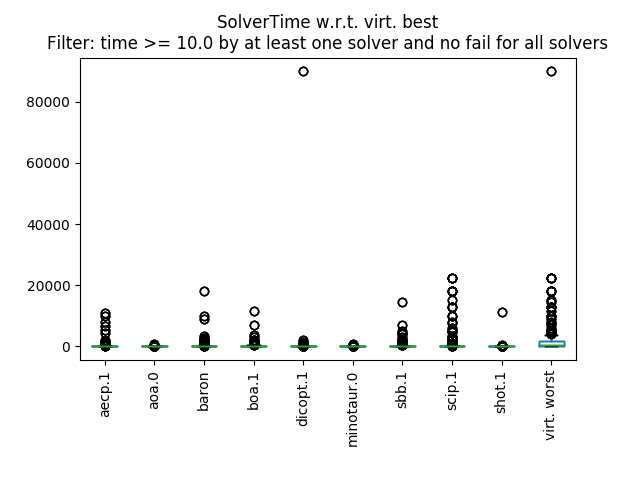 SolverTime w.r.t. virt. best
Filter: time >= 10.0 by at least one solver and no fail for all solvers
80000
60000
40000
20000
0
aecp.1
aoa.0
baron
boa.1
dicopt.1
minotaur.0
sbb.1
scip.1
shot.1
virt. worst